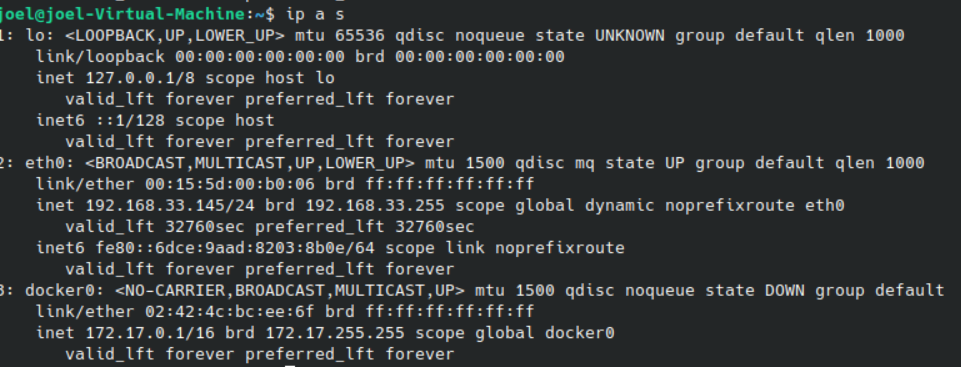 joel@joel-Virtual-Machine:~$ ip a s
1: lo: <LOOPBACK,UP,LOWER_UP> mtu 65536 qdisc noqueue state UNKNOWN group default qlen 1000
link/loopback 00:00:00:00:00:00 brd 00:00:00:00:00:00
inet 127.0.0.1/8 scope host lo
valid_lft forever preferred_lft forever
inet6 ::1/128 scope host
valid_lft forever preferred_lft forever
2: eth0: <BROADCAST,MULTICAST,UP,LOWER_UP> mtu 1500 qdisc mq state UP group default qlen 1000
link/ether 00:15:5d:00:b0:06 brd ff:ff:ff:ff:ff:ff
inet 192.168.33.145/24 brd 192.168.33.255 scope global dynamic noprefixroute eth0
valid_lft 32760sec preferred_lft 32760sec
inet6 fe80::6dce:9aad:8203:8b0e/64 scope link noprefixroute
valid_lft forever preferred_lft forever
3: docker0: <NO-CARRIER,BROADCAST,MULTICAST,UP> mtu 1500 qdisc noqueue state DOWN group default
link/ether 02:42:4c:bc:ee:6f brd ff:ff:ff:ff:ff:ff
inet 172.17.0.1/16 brd 172.17.255.255 scope global docker0
valid_lft forever preferred_lft forever